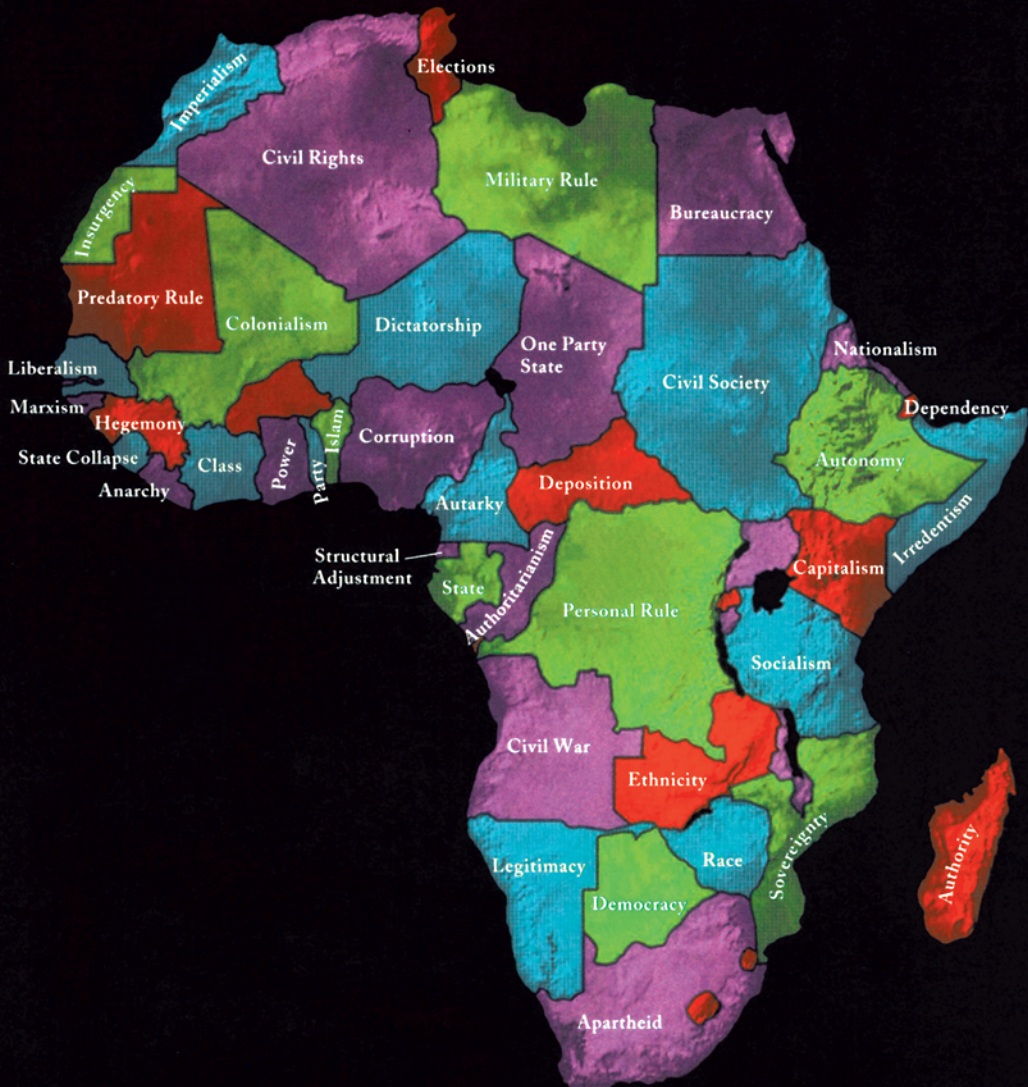 Elections
Imperialism
Civil Rights
Military Rule
Bureaucracy
Insurgency
Predatory Rule
Colonialism
Dictatorship
One Party
State
Nationalism
Liberalism
Civil Society
Marxism
Dependency
Hegemony
Islam
Corruption
State Collapse
Class
Power
Party
Autonomy
Anarchy
Deposition
Autarky
Irredentism
Structural
Adjustment
Capitalism
State
Authoritarianism
Personal Rule
Socialism
Civil War
Ethnicity
Legitimacy
Race
Sovereignty
Authority
Democracy
Apartheid